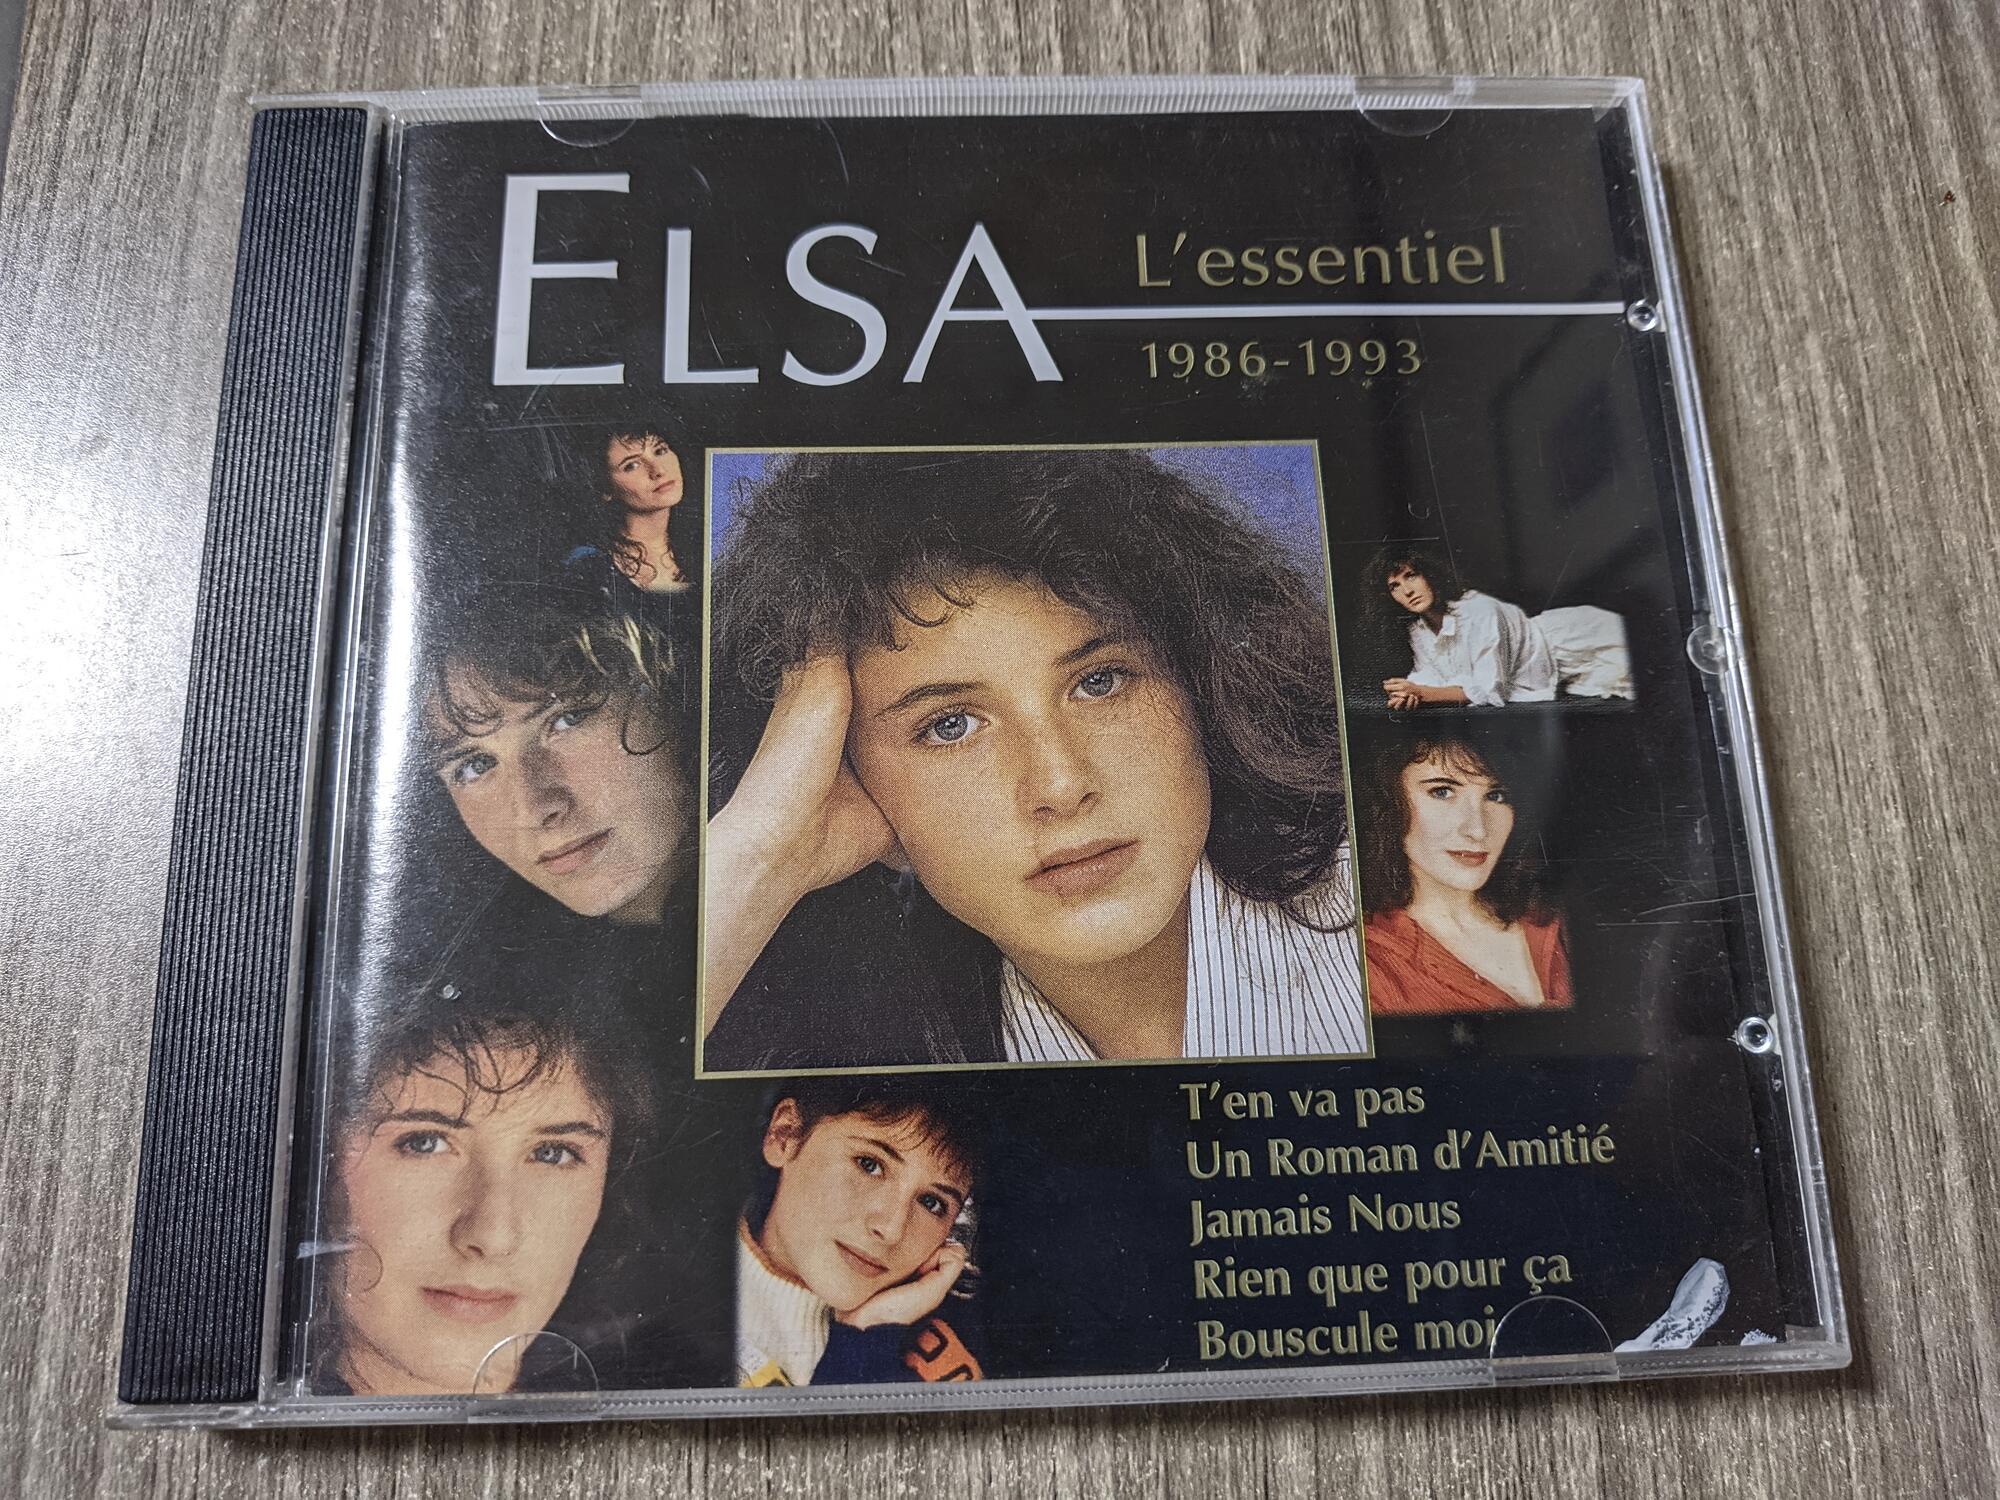 ELSA
L'essentiel
1986-1993
T'en va pas
Un Roman d'Amitié
Jamais Nous
Rien que pour ça
Bouscule moi